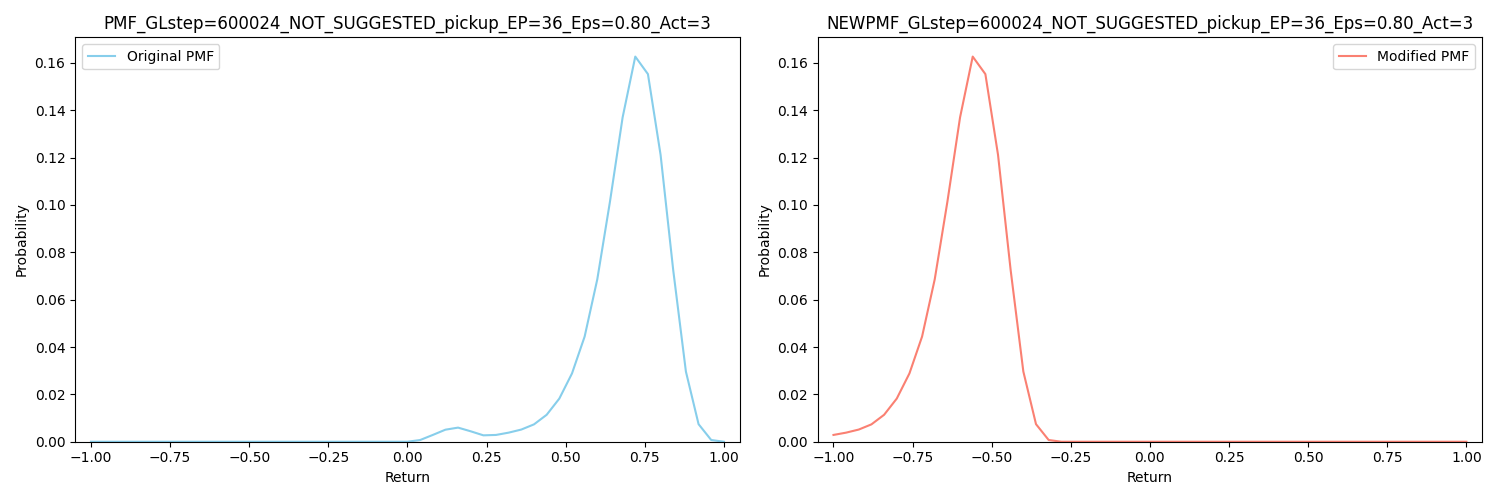 PMF_GLstep=600024_NOT_SUGGESTED_pickup_EP=36_Eps=0.80_Act=3
Original PMF
0.16
0.14
0.12
0.10
0.08
0.06
0.04
0.02
0.00
Probability
−1.00 −0.75 −0.50 −0.25 0.00 0.25 0.50 0.75 1.00
Return
NEWPMF_GLstep=600024_NOT_SUGGESTED_pickup_EP=36_Eps=0.80_Act=3
Modified PMF
0.16
0.14
0.12
0.10
0.08
0.06
0.04
0.02
0.00
Probability
−1.00 −0.75 −0.50 −0.25 0.00 0.25 0.50 0.75 1.00
Return